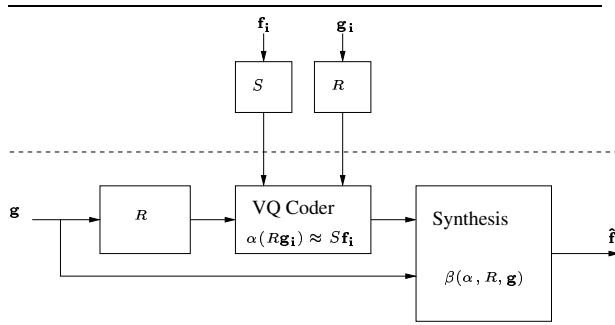 f_i g_i
S R
g R VQ Coder Synthesis f̂
α(Rg_i) ≈ Sf_i
β(α, R, g)